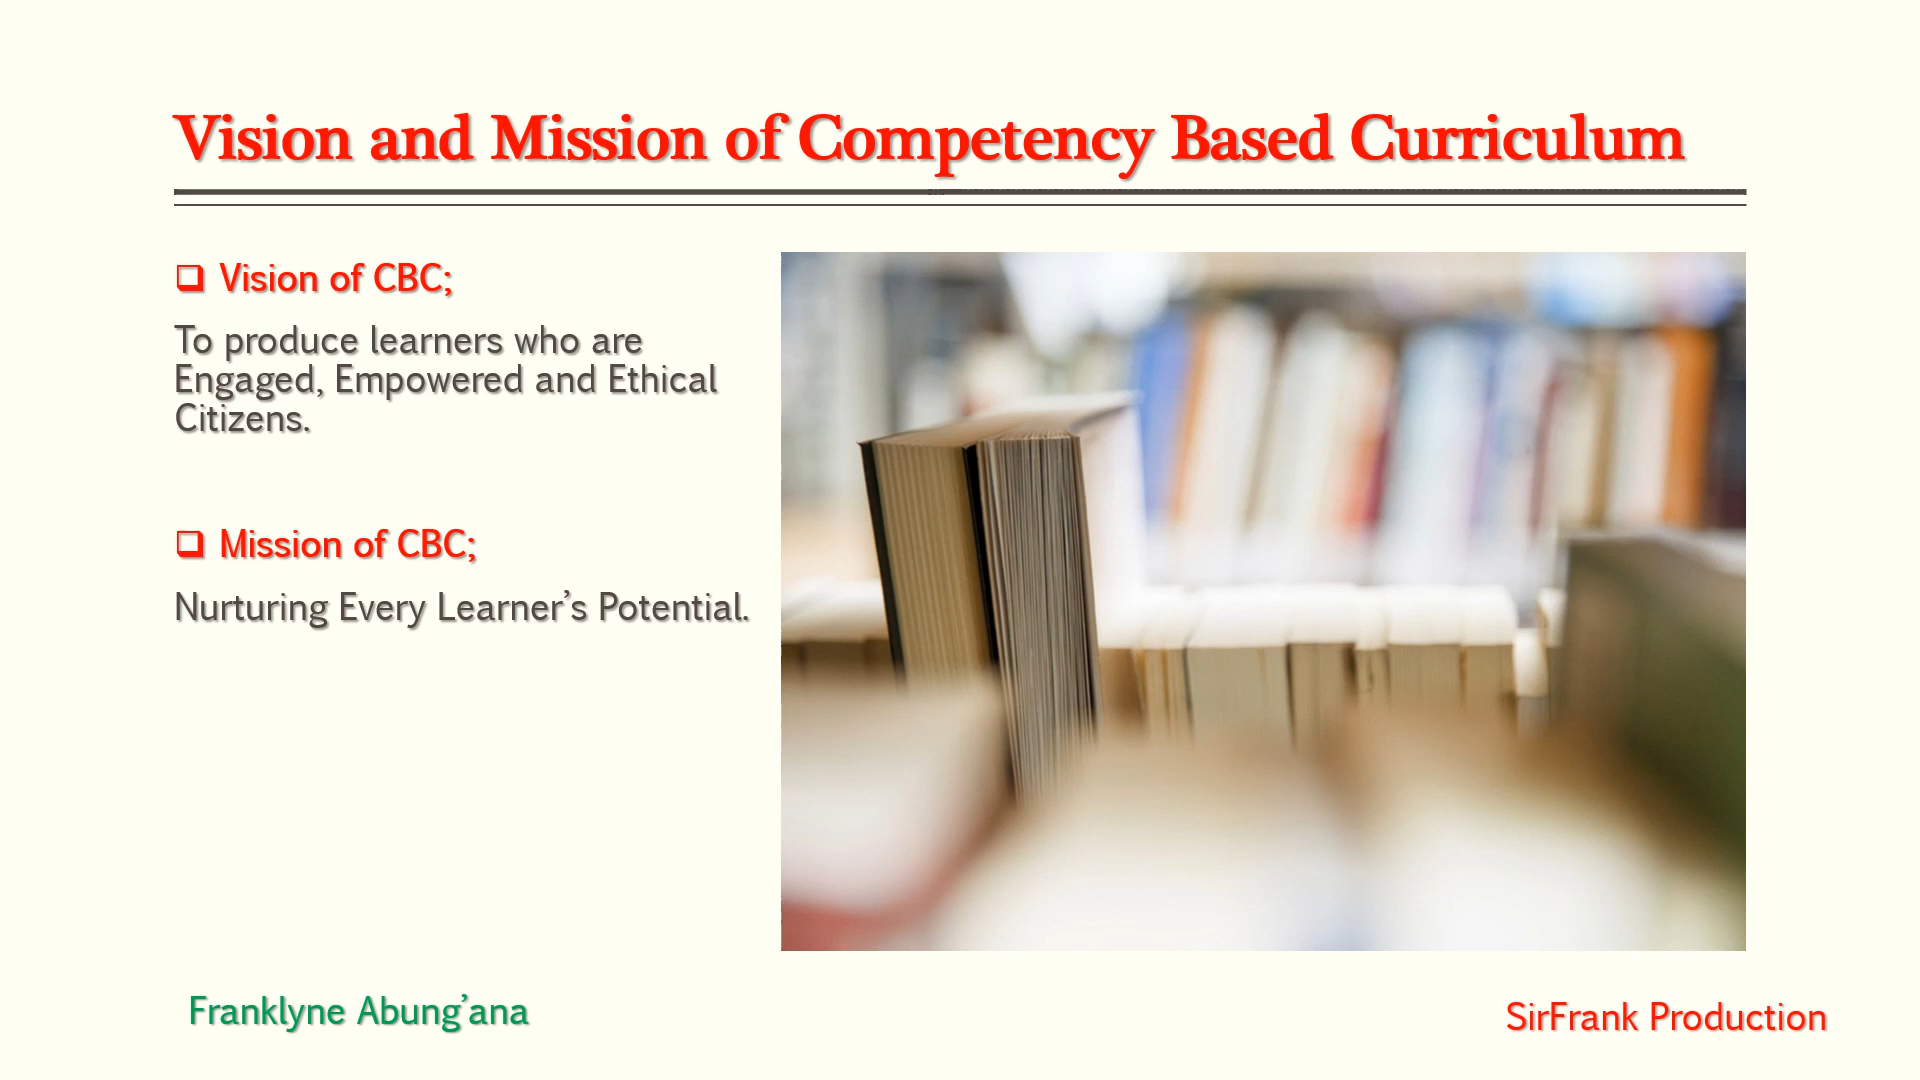 Vision and Mission of Competency Based Curriculum
❑ Vision of CBC;
To produce learners who are
Engaged, Empowered and Ethical
Citizens.
❑ Mission of CBC;
Nurturing Every Learner’s Potential.
Franklyne Abung’ana
SirFrank Production